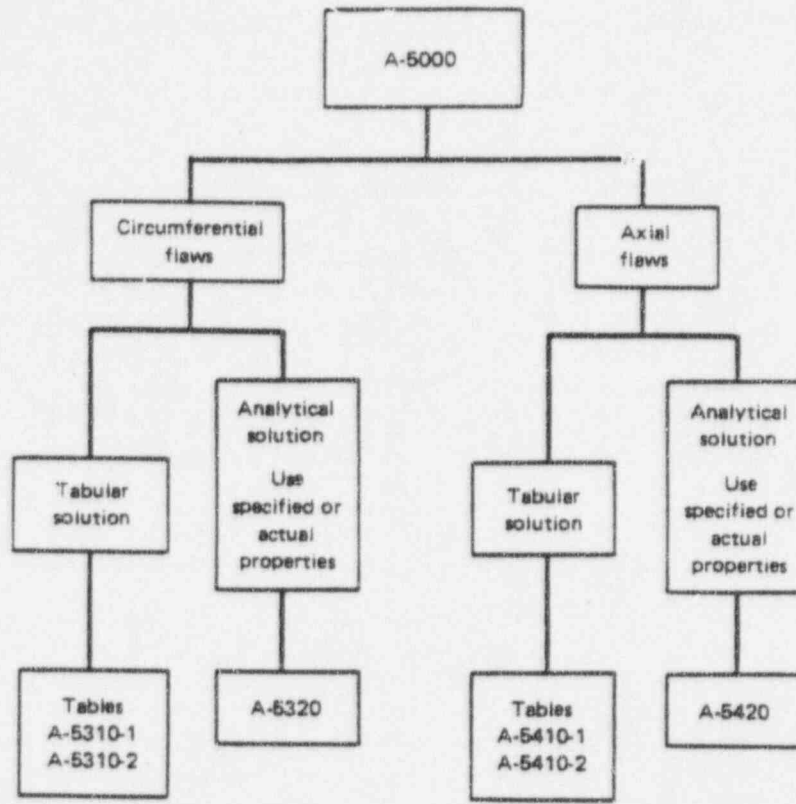 A-5000
Circumferential
flaws
Axial
flaws
Tabular
solution
Analytical
solution
Use
specified or
actual
properties
Tabular
solution
Analytical
solution
Use
specified or
actual
properties
Tables
A-5310-1
A-5310-2
A-5320
Tables
A-5410-1
A-5410-2
A-5420